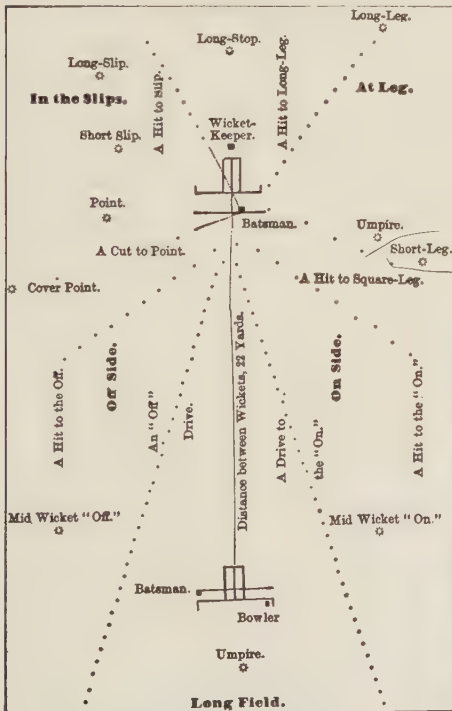 Long-Leg.
Long-Stop.
Long-Slip.
In the Slips.
A Hit to Slip.
A Hit to Long-Leg.
At Leg.
Short Slip.
Wicket-
Keeper.
Point.
Batsman.
Umpire.
A Cut to Point.
Short-Leg.
Cover Point.
A Hit to Square-Leg.
A Hit to the Off.
Off Side.
An "Off"
Drive.
Distance between Wickets, 22 Yards.
A Drive to
the "On."
On Side.
A Hit to the "On."
Mid Wicket "Off."
Mid Wicket "On."
Batsman.
Bowler
Umpire.
Long Field.